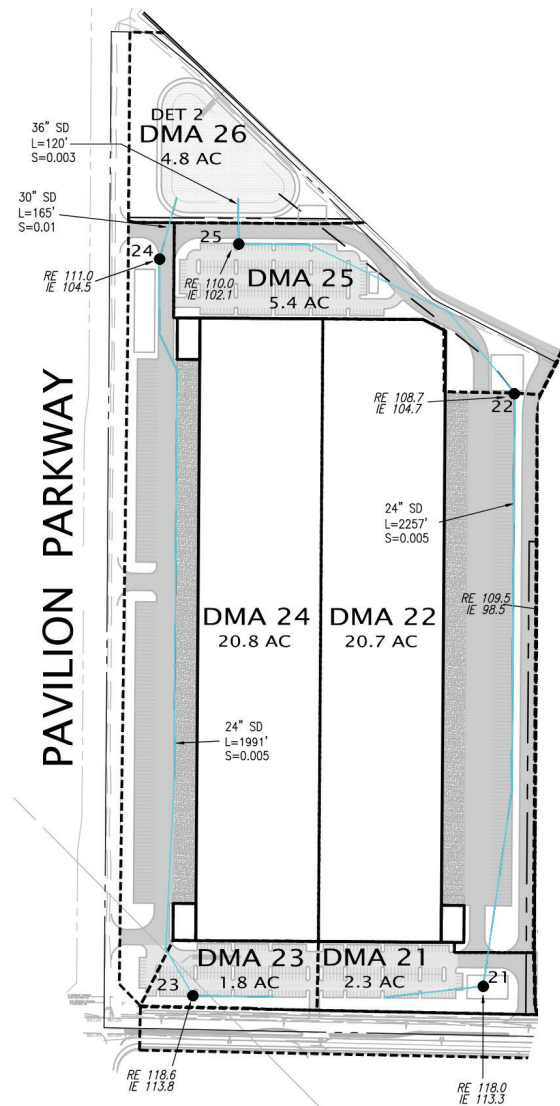 DET 2
DMA 26
4.8 AC
36" SD
L=120'
S=0.003
30" SD
L=165'
S=0.01
24
25
RE 111.0
IE 104.5
RE 110.0
IE 102.1
DMA 25
5.4 AC
RE 108.7
IE 104.7
22
PAVILION PARKWAY
24" SD
L=2257'
S=0.005
RE 109.5
IE 98.5
DMA 24
20.8 AC
DMA 22
20.7 AC
24" SD
L=1991'
S=0.005
DMA 23
1.8 AC
DMA 21
2.3 AC
23
21
RE 118.6
IE 113.8
RE 118.0
IE 113.3